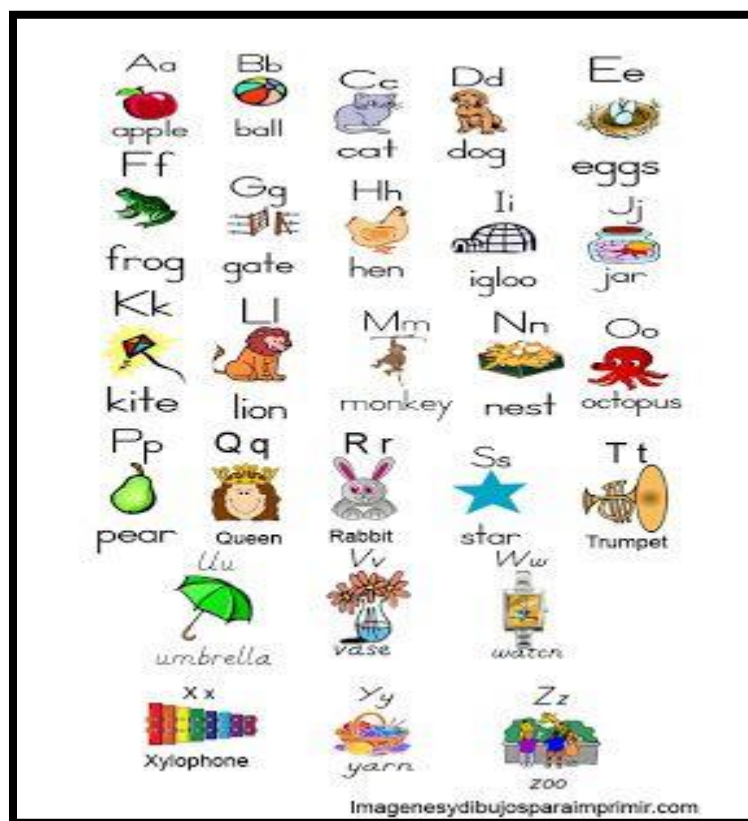 Aa Bb Cc Dd Ee
apple ball cat dog eggs
Ff Gg Hh Ii Jj
frog gate hen igloo jar
Kk Ll Mm Nn Oo
kite lion monkey nest octopus
Pp Qq Rr Ss Tt
pear Queen Rabbit star Trumpet
Uu Vv Ww
umbrella vase watch
Xx Yy Zz
Xylophone yarn zoo
Imagenesydibujosparaimprimir.com